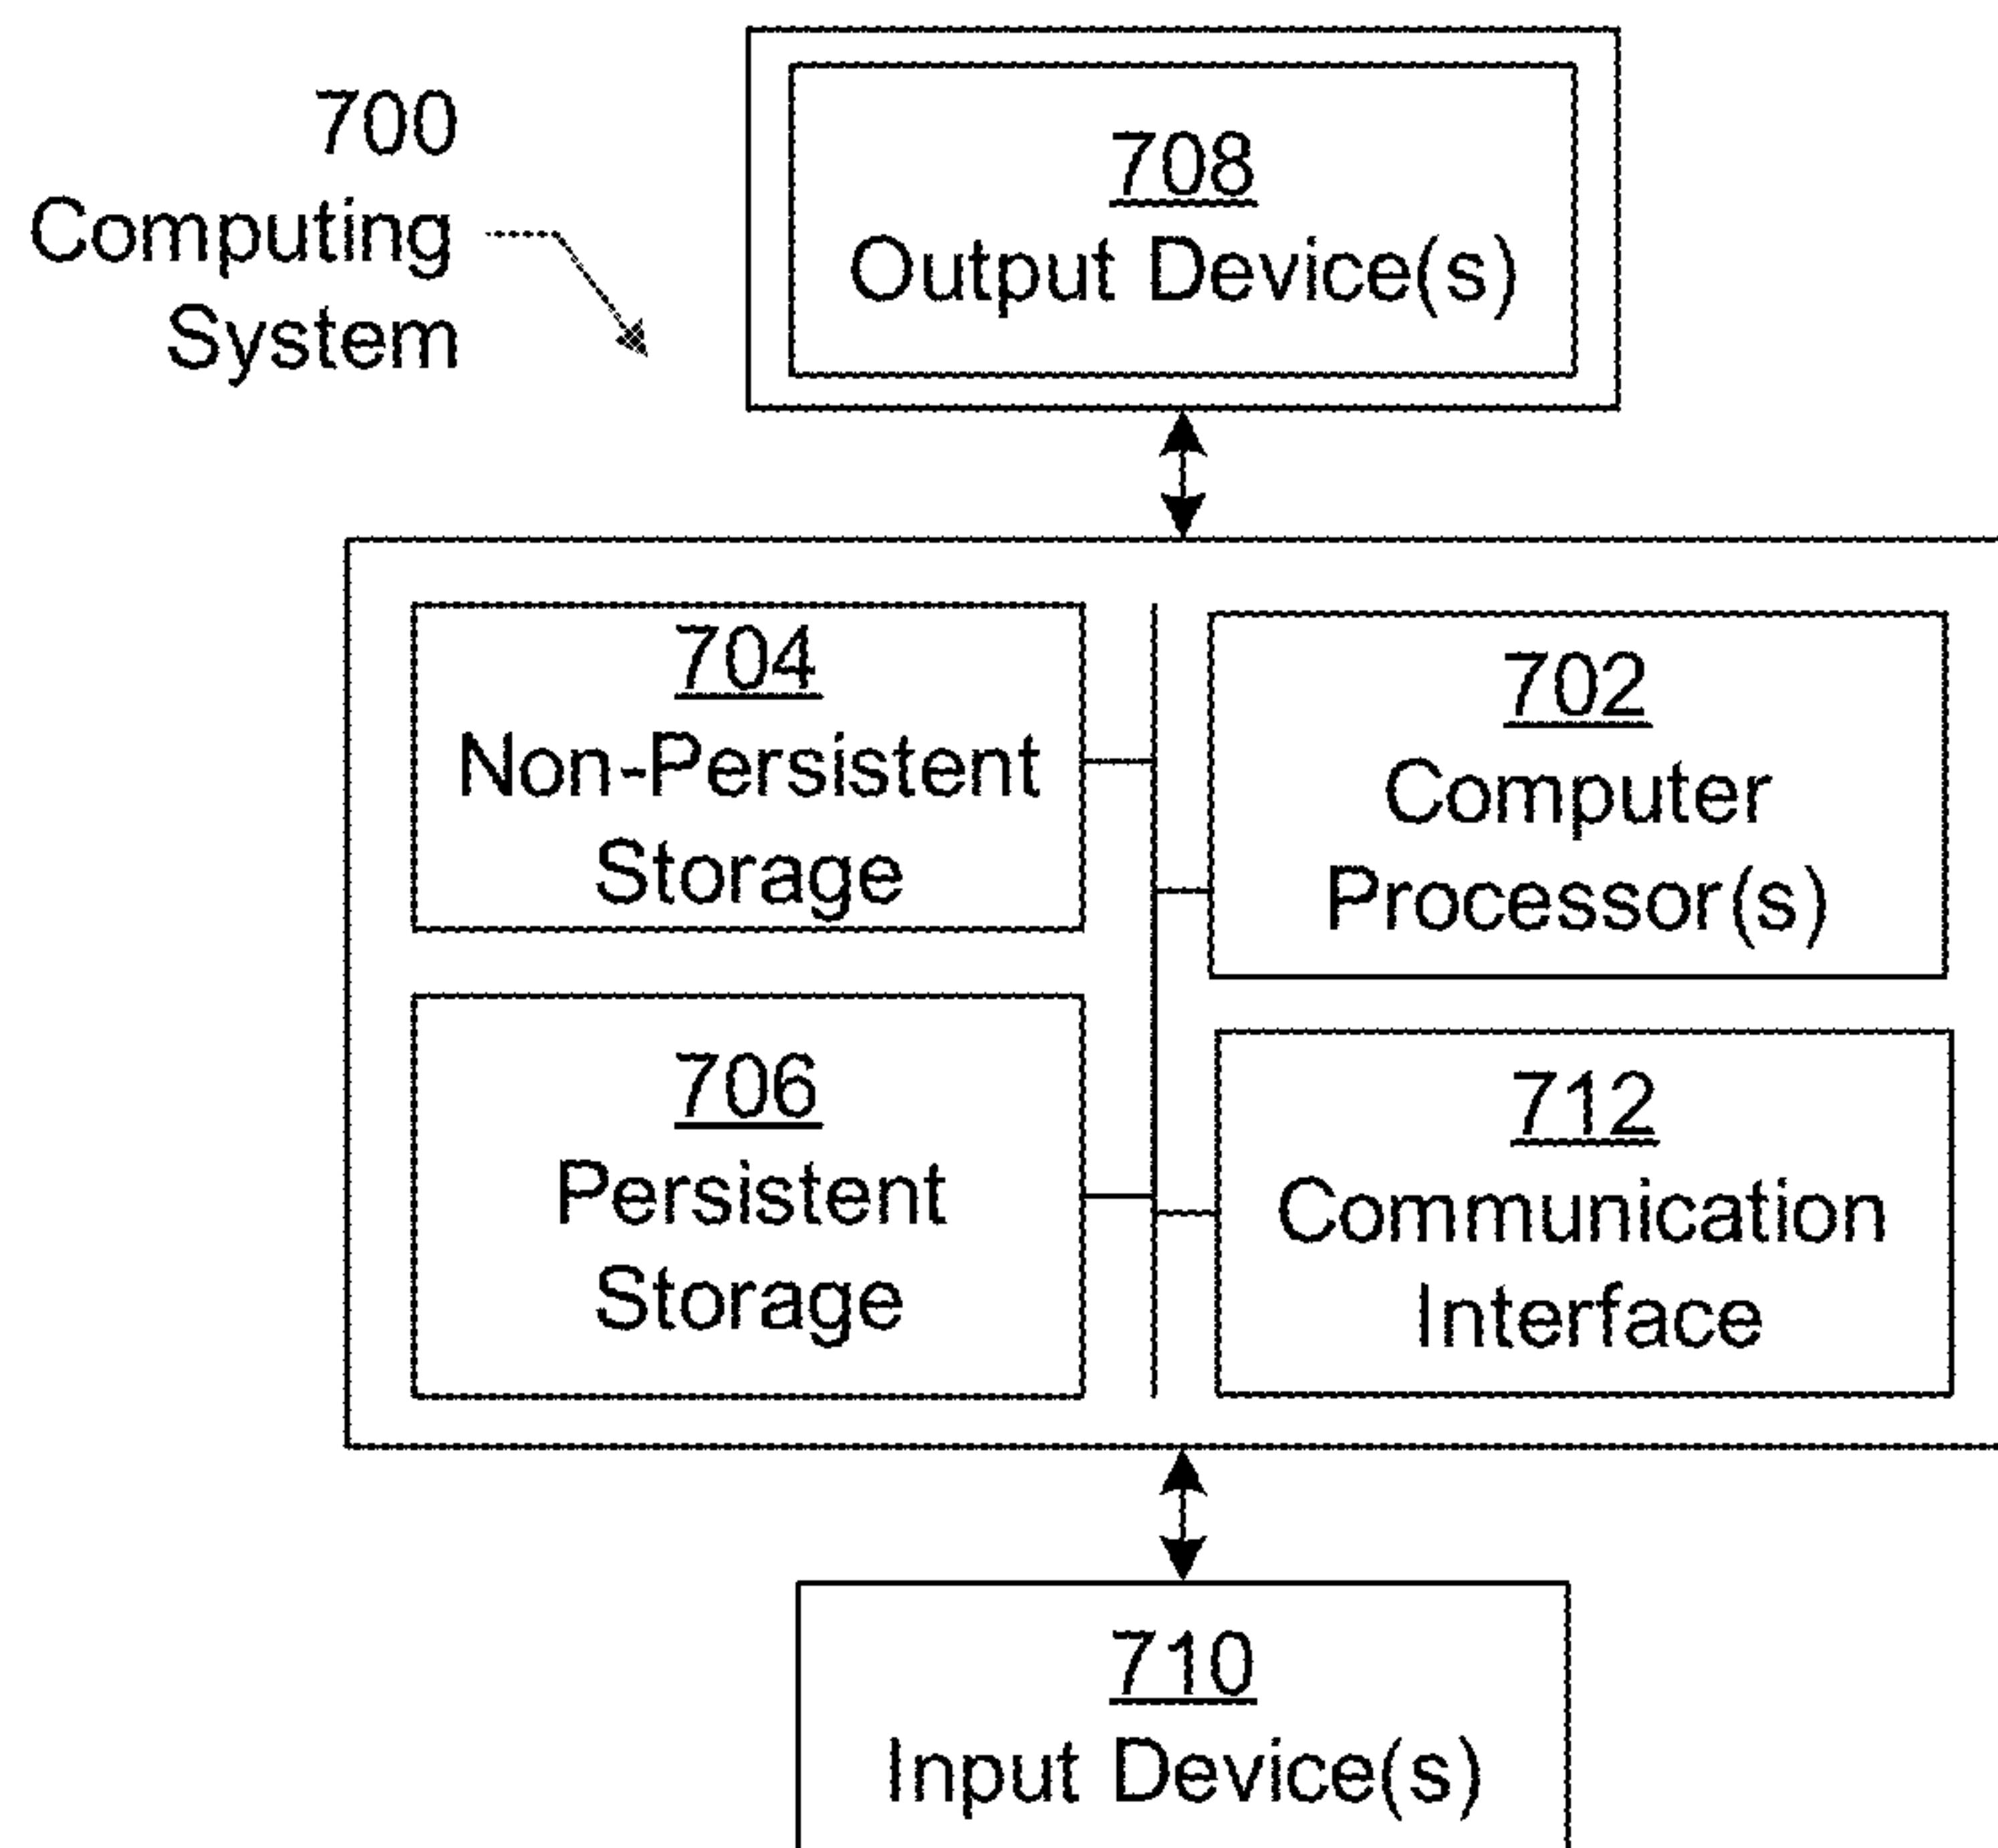 700
Computing
System
708
Output Device(s)
704
Non-Persistent
Storage
702
Computer
Processor(s)
706
Persistent
Storage
712
Communication
Interface
710
Input Device(s)